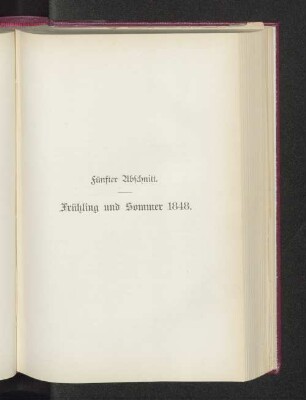 Fünfter Abschnitt.
Frühling und Sommer 1848.